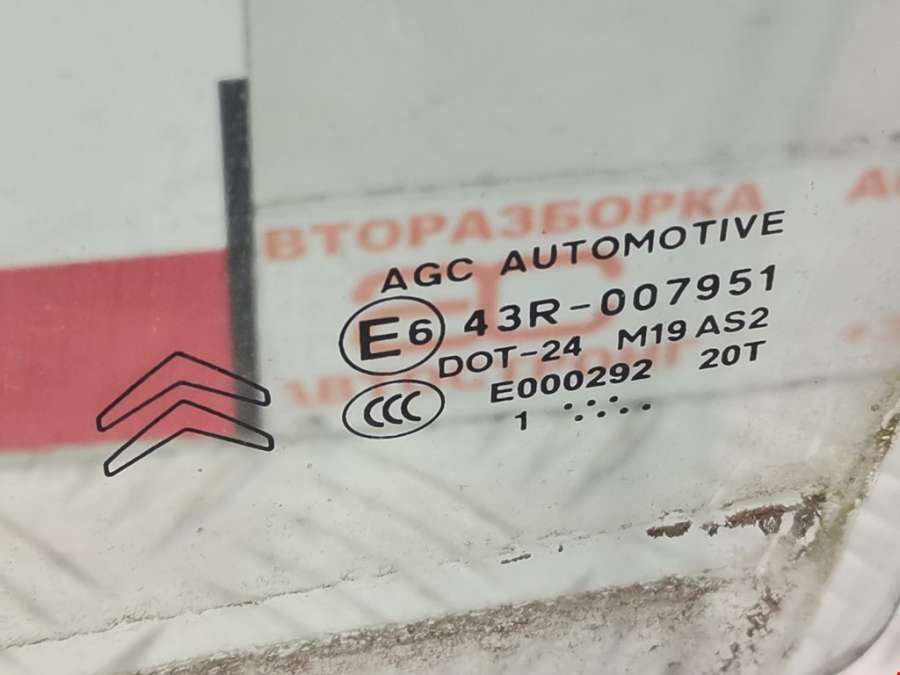 ВТОРАЗБОРКА
AGC AUTOMOTIVE
E6 43R-007951
DOT-24 M19 AS2
CCC E000292 20T
1